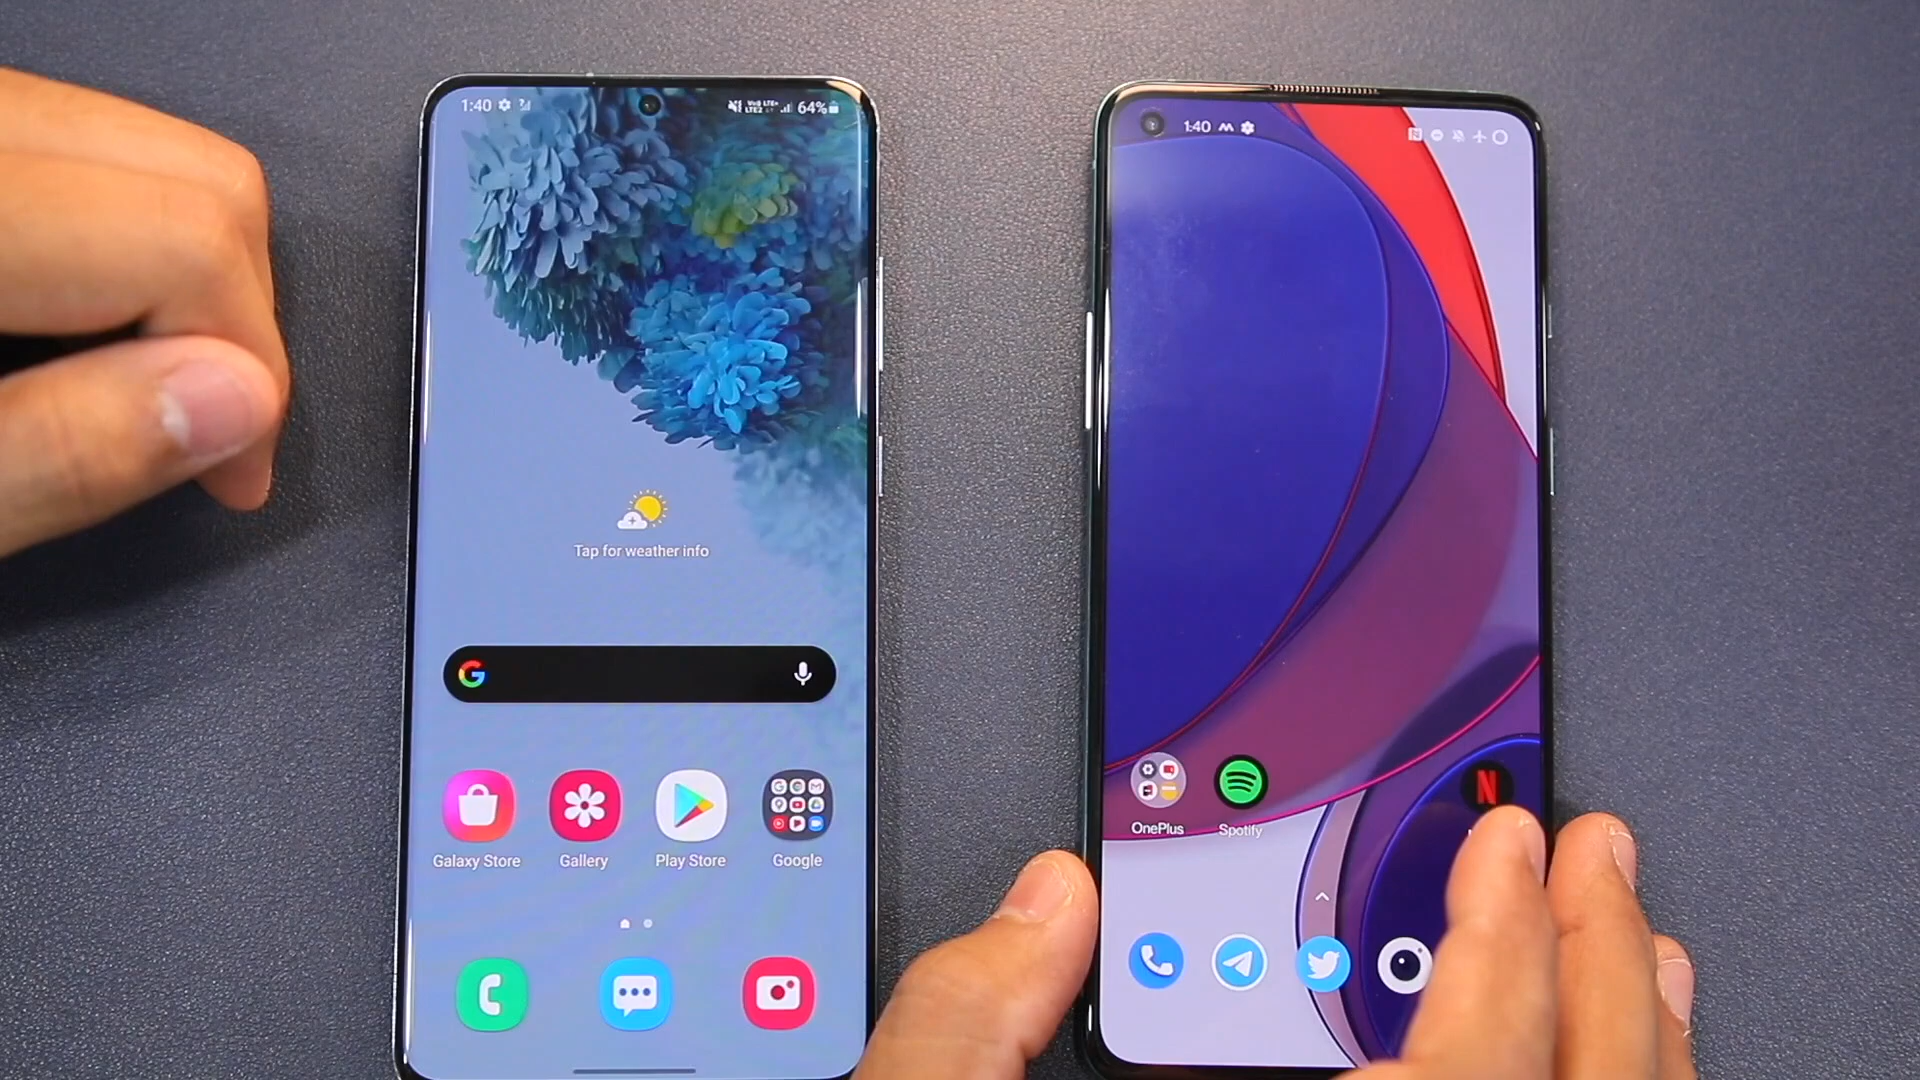 1:40
64%
Tap for weather info
Galaxy Store
Gallery
Play Store
Google
1:40
N
OnePlus
Spotify